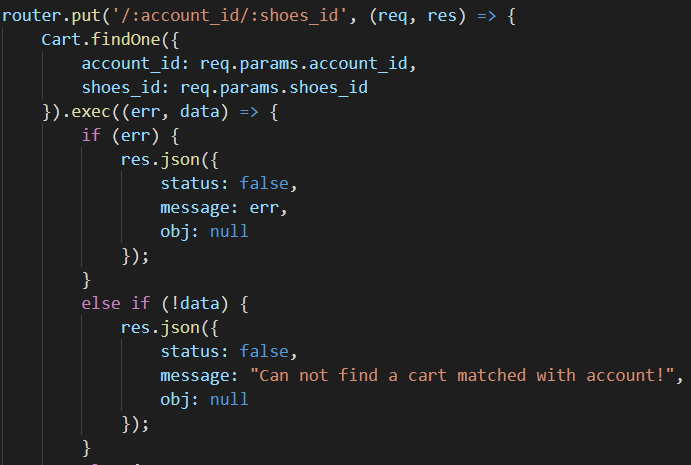 router.put('/:account_id/:shoes_id', (req, res) => {
    Cart.findOne({
        account_id: req.params.account_id,
        shoes_id: req.params.shoes_id
    }).exec((err, data) => {
        if (err) {
            res.json({
                status: false,
                message: err,
                obj: null
            });
        }
        else if (!data) {
            res.json({
                status: false,
                message: "Can not find a cart matched with account!",
                obj: null
            });
        }